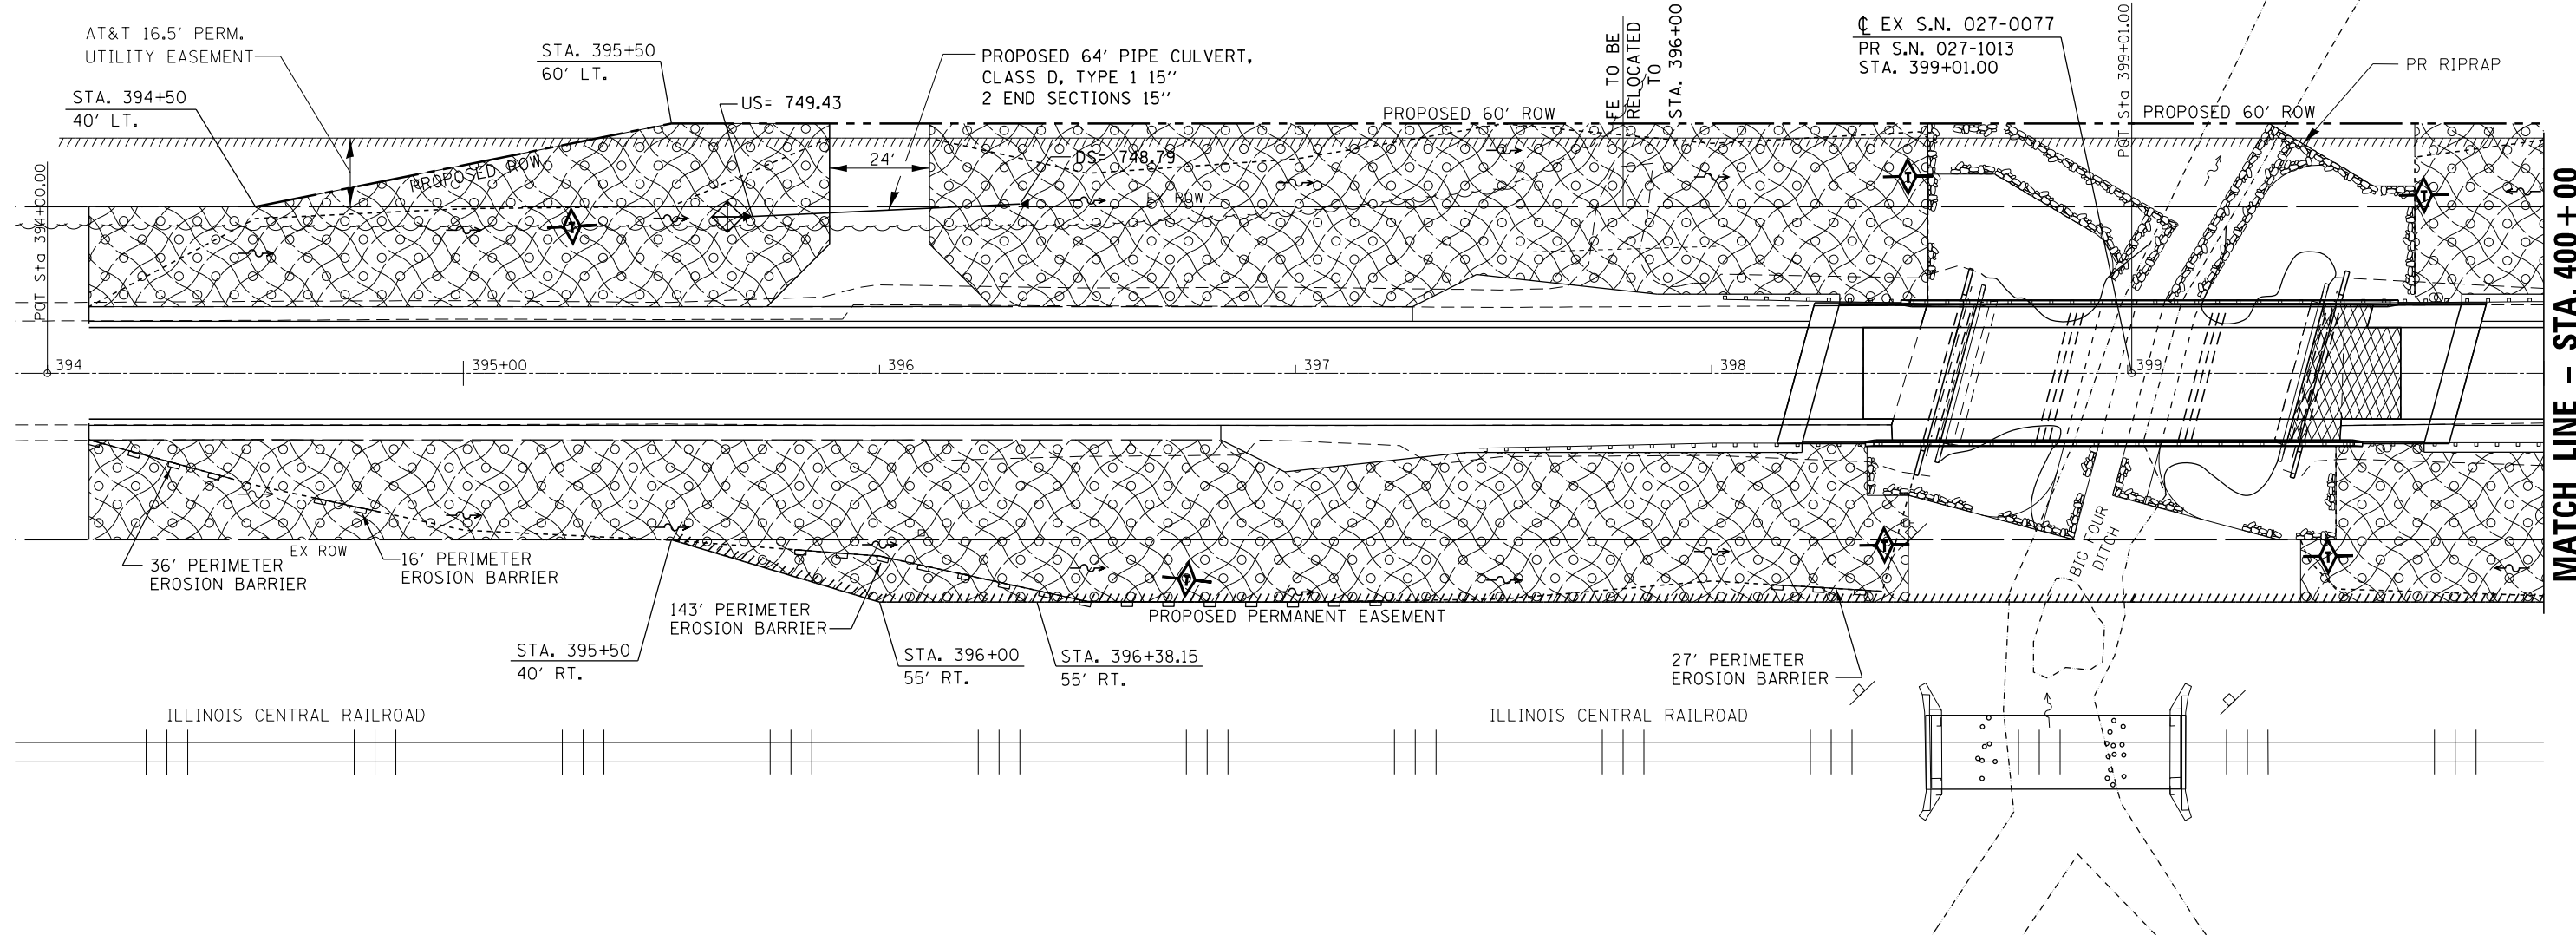 AT&T 16.5' PERM.
UTILITY EASEMENT
STA. 394+50
40' LT.
STA. 395+50
60' LT.
US= 749.43
PROPOSED 64' PIPE CULVERT,
CLASS D, TYPE 1 15''
2 END SECTIONS 15''
FE TO BE
RELOCATED
TO
STA. 396+00
℄ EX S.N. 027-0077
PR S.N. 027-1013
STA. 399+01.00
POT Sta 399+01.00
PR RIPRAP
PROPOSED 60' ROW
PROPOSED 60' ROW
PROPOSED ROW
24'
DS= 748.79
EX ROW
POT Sta 394+00.00
394
395+00
396
397
398
399
MATCH LINE - STA. 400+00
36' PERIMETER
EROSION BARRIER
EX ROW
16' PERIMETER
EROSION BARRIER
143' PERIMETER
EROSION BARRIER
PROPOSED PERMANENT EASEMENT
BIG FOUR
DITCH
STA. 395+50
40' RT.
STA. 396+00
55' RT.
STA. 396+38.15
55' RT.
27' PERIMETER
EROSION BARRIER
ILLINOIS CENTRAL RAILROAD
ILLINOIS CENTRAL RAILROAD
I
I
I
I
I
I